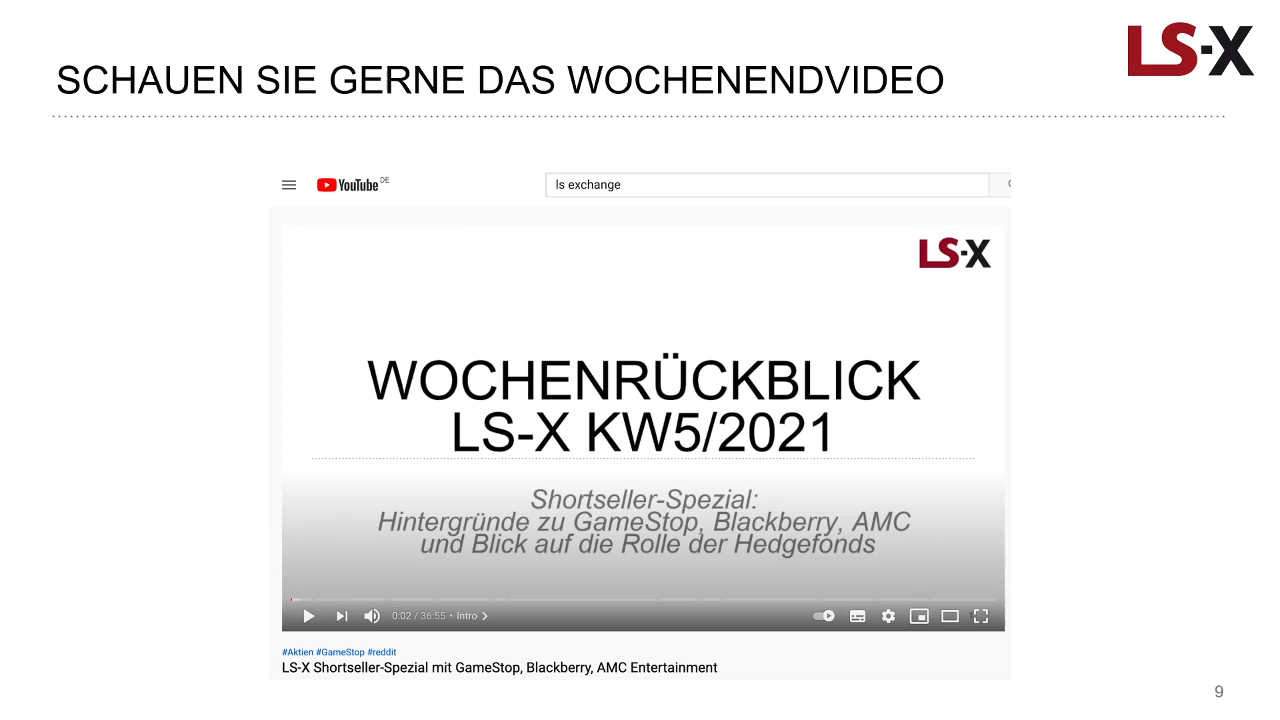 LS-X
SCHAUEN SIE GERNE DAS WOCHENENDVIDEO
YouTube DE
ls exchange
LS-X
WOCHENRÜCKBLICK
LS-X KW5/2021
Shortseller-Spezial:
Hintergründe zu GameStop, Blackberry, AMC
und Blick auf die Rolle der Hedgefonds
0:02 / 36:55 • Intro
#Aktien #GameStop #reddit
LS-X Shortseller-Spezial mit GameStop, Blackberry, AMC Entertainment
9